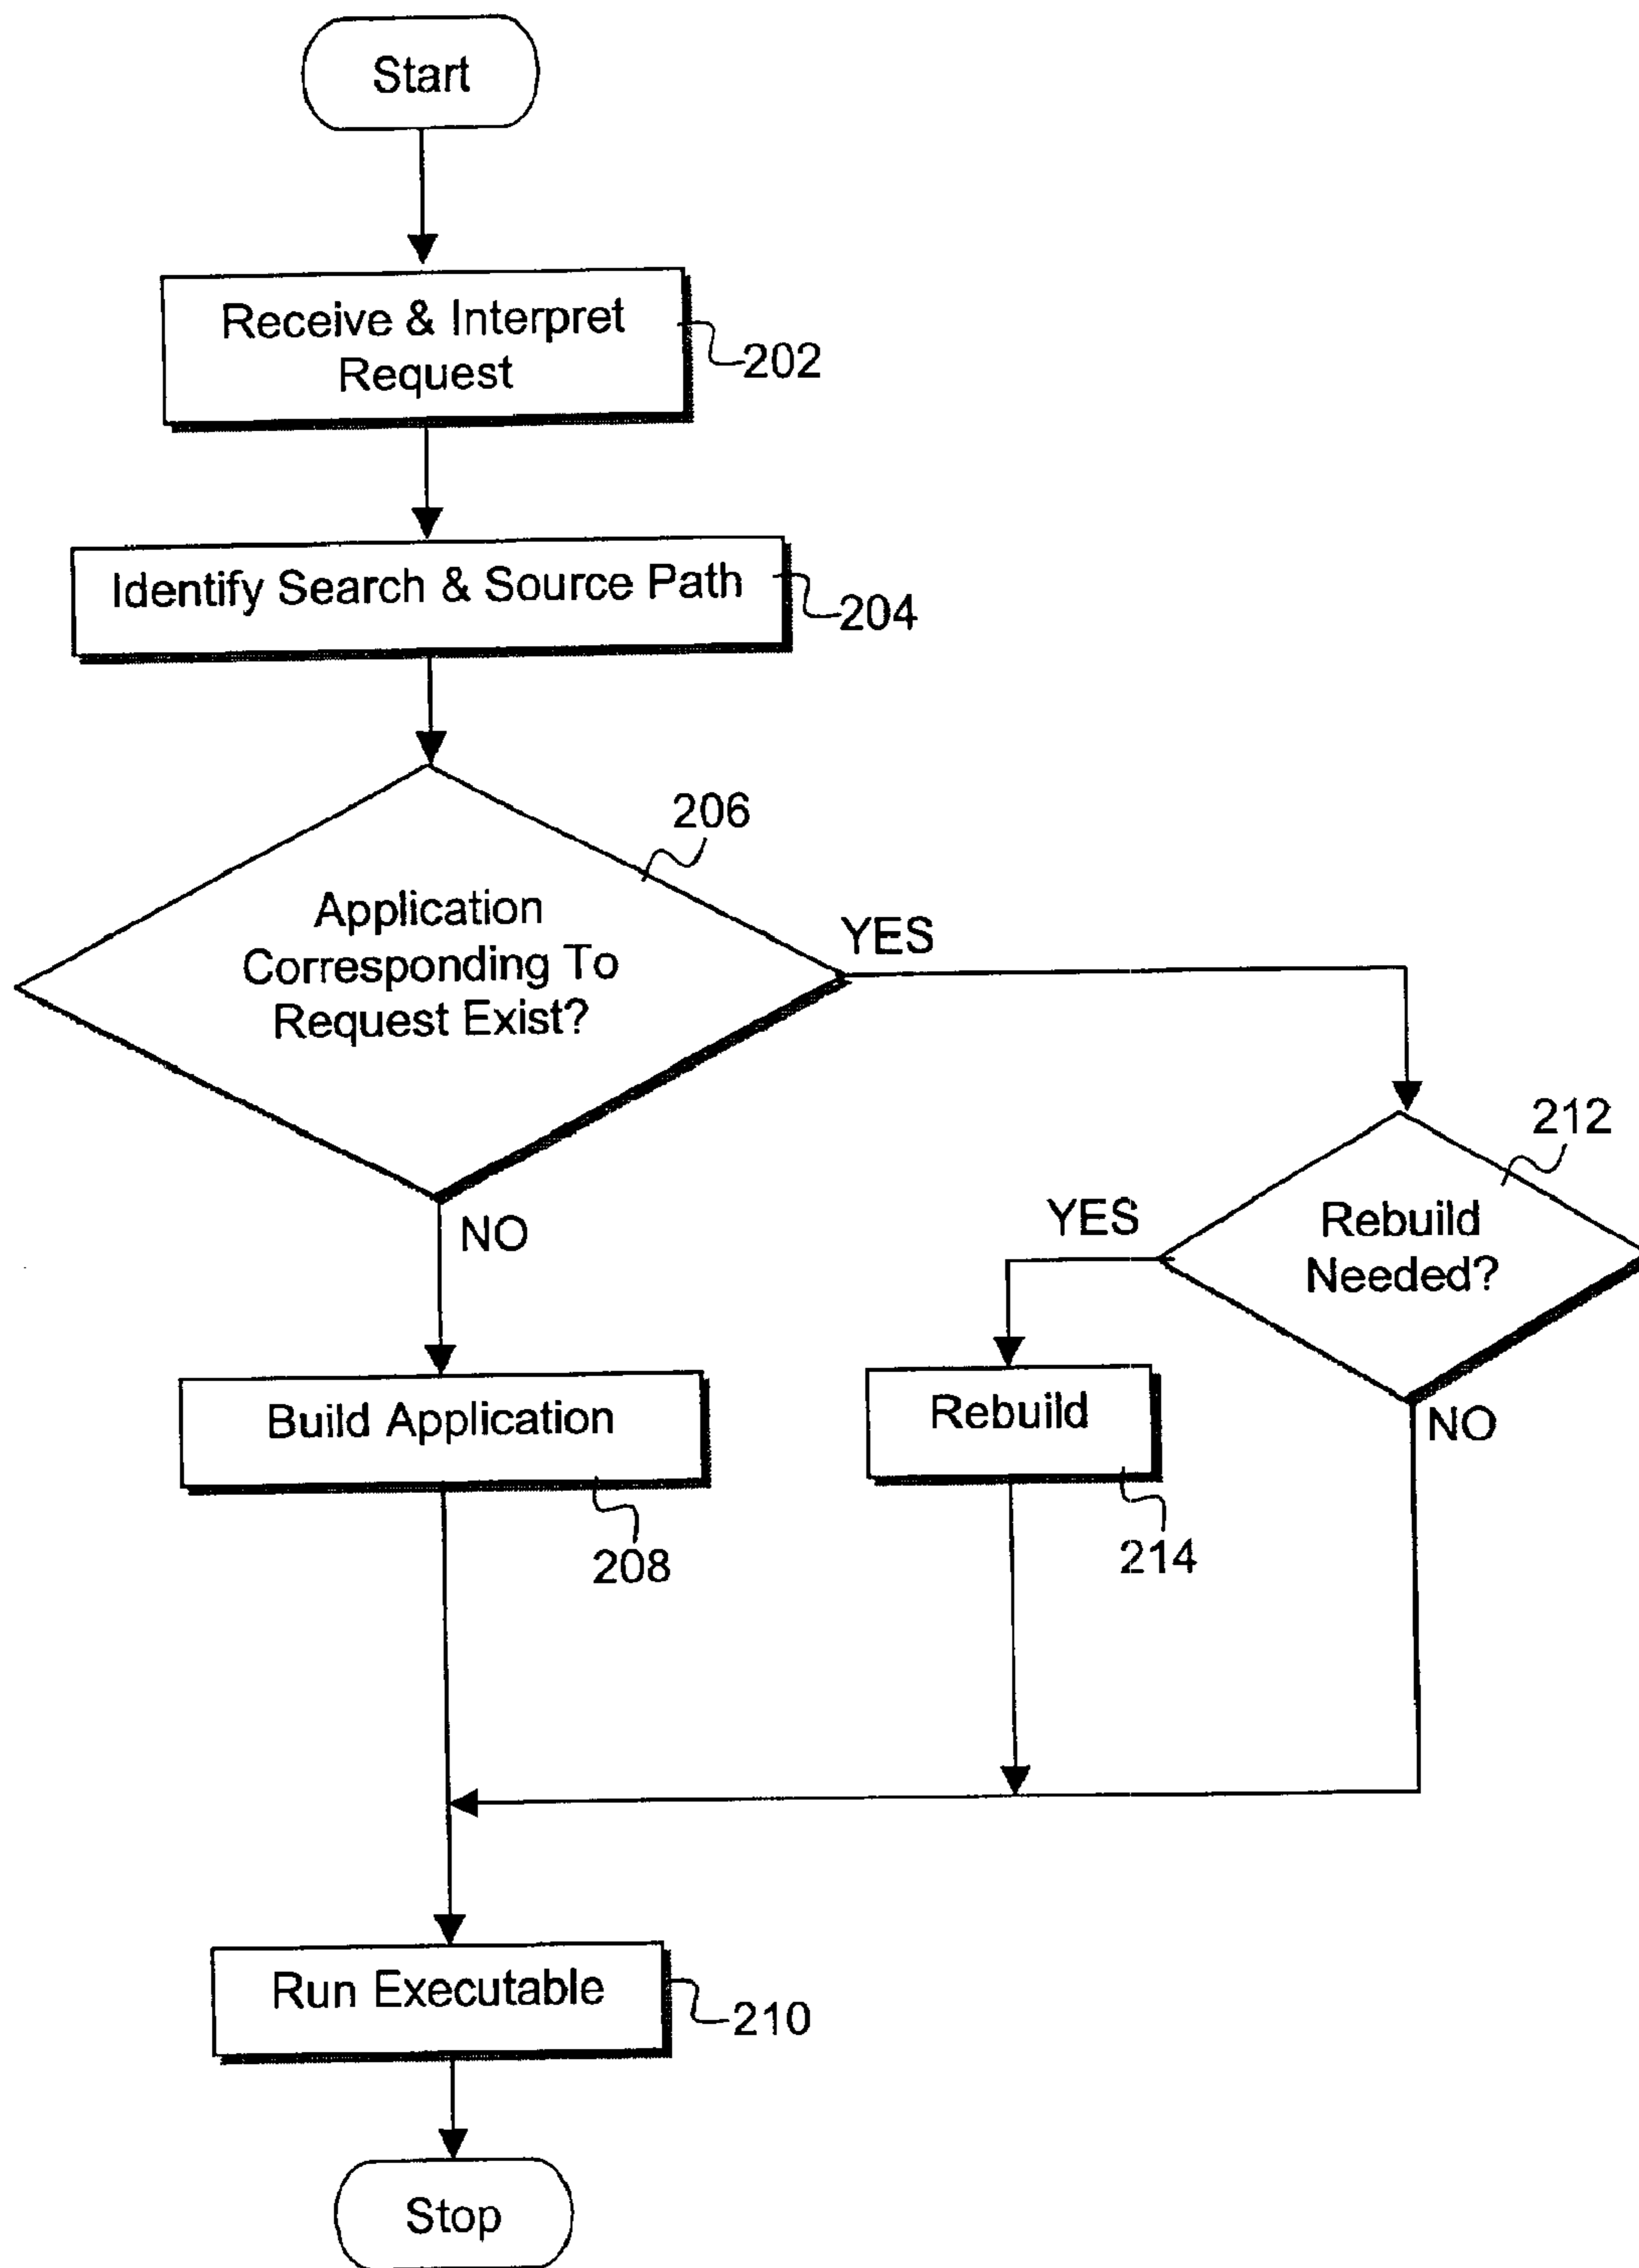 Start
Receive & Interpret
Request
202
Identify Search & Source Path
204
206
Application
Corresponding To
Request Exist?
YES
NO
212
Rebuild
Needed?
YES
NO
Build Application
208
Rebuild
214
Run Executable
210
Stop